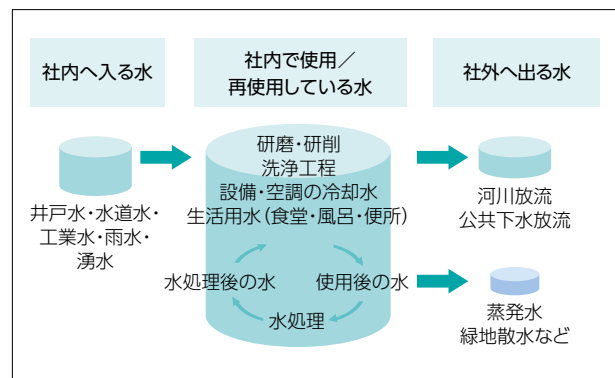 社内へ入る水
社内で使用／
再使用している水
社外へ出る水
井戸水・水道水・
工業水・雨水・
湧水
研磨・研削
洗浄工程
設備・空調の冷却水
生活用水（食堂・風呂・便所）
水処理後の水
使用後の水
水処理
河川放流
公共下水放流
蒸発水
緑地散水など